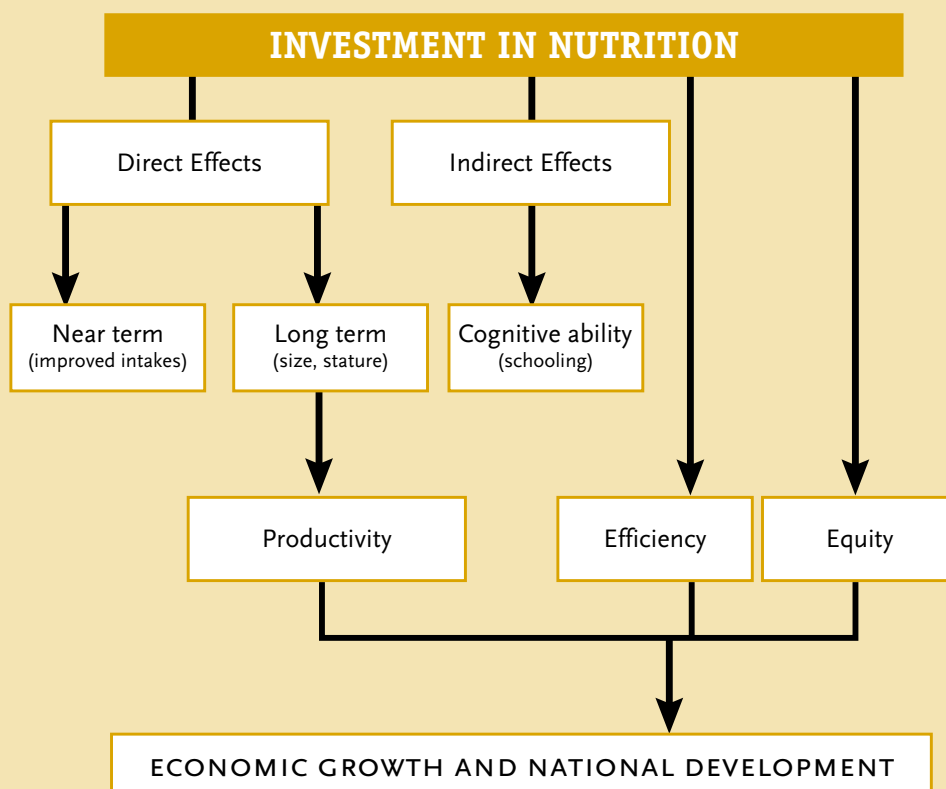 INVESTMENT IN NUTRITION
Direct Effects
Indirect Effects
Near term
(improved intakes)
Long term
(size, stature)
Cognitive ability
(schooling)
Productivity
Efficiency
Equity
ECONOMIC GROWTH AND NATIONAL DEVELOPMENT